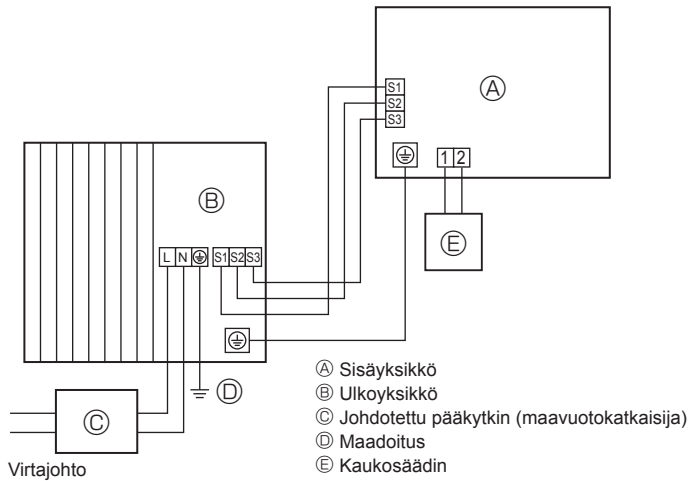 S1
S2
S3
Ⓐ
1 2
Ⓑ
Ⓔ
L N S1 S2 S3
Ⓓ
Ⓒ
Virtajohto
Ⓐ Sisäyksikkö
Ⓑ Ulkoyksikkö
Ⓒ Johdotettu pääkytkin (maavuotokatkaisija)
Ⓓ Maadoitus
Ⓔ Kaukosäädin